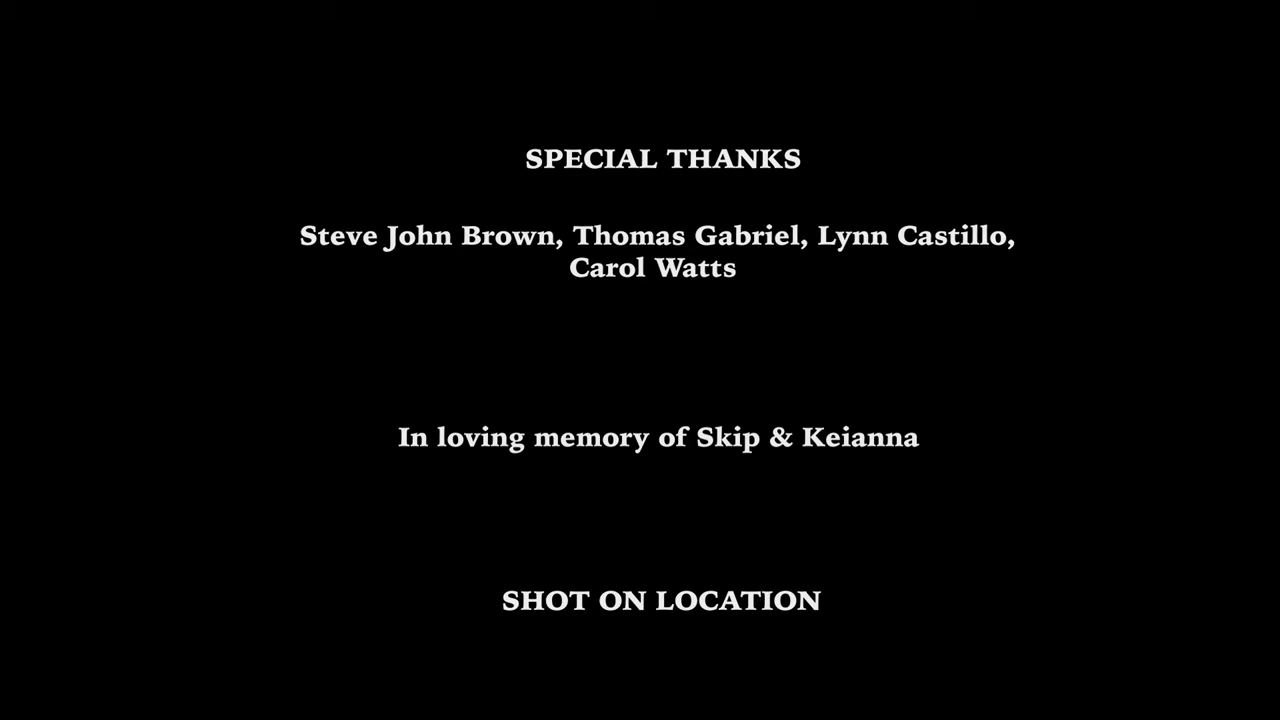 SPECIAL THANKS
Steve John Brown, Thomas Gabriel, Lynn Castillo,
Carol Watts
In loving memory of Skip & Keianna
SHOT ON LOCATION